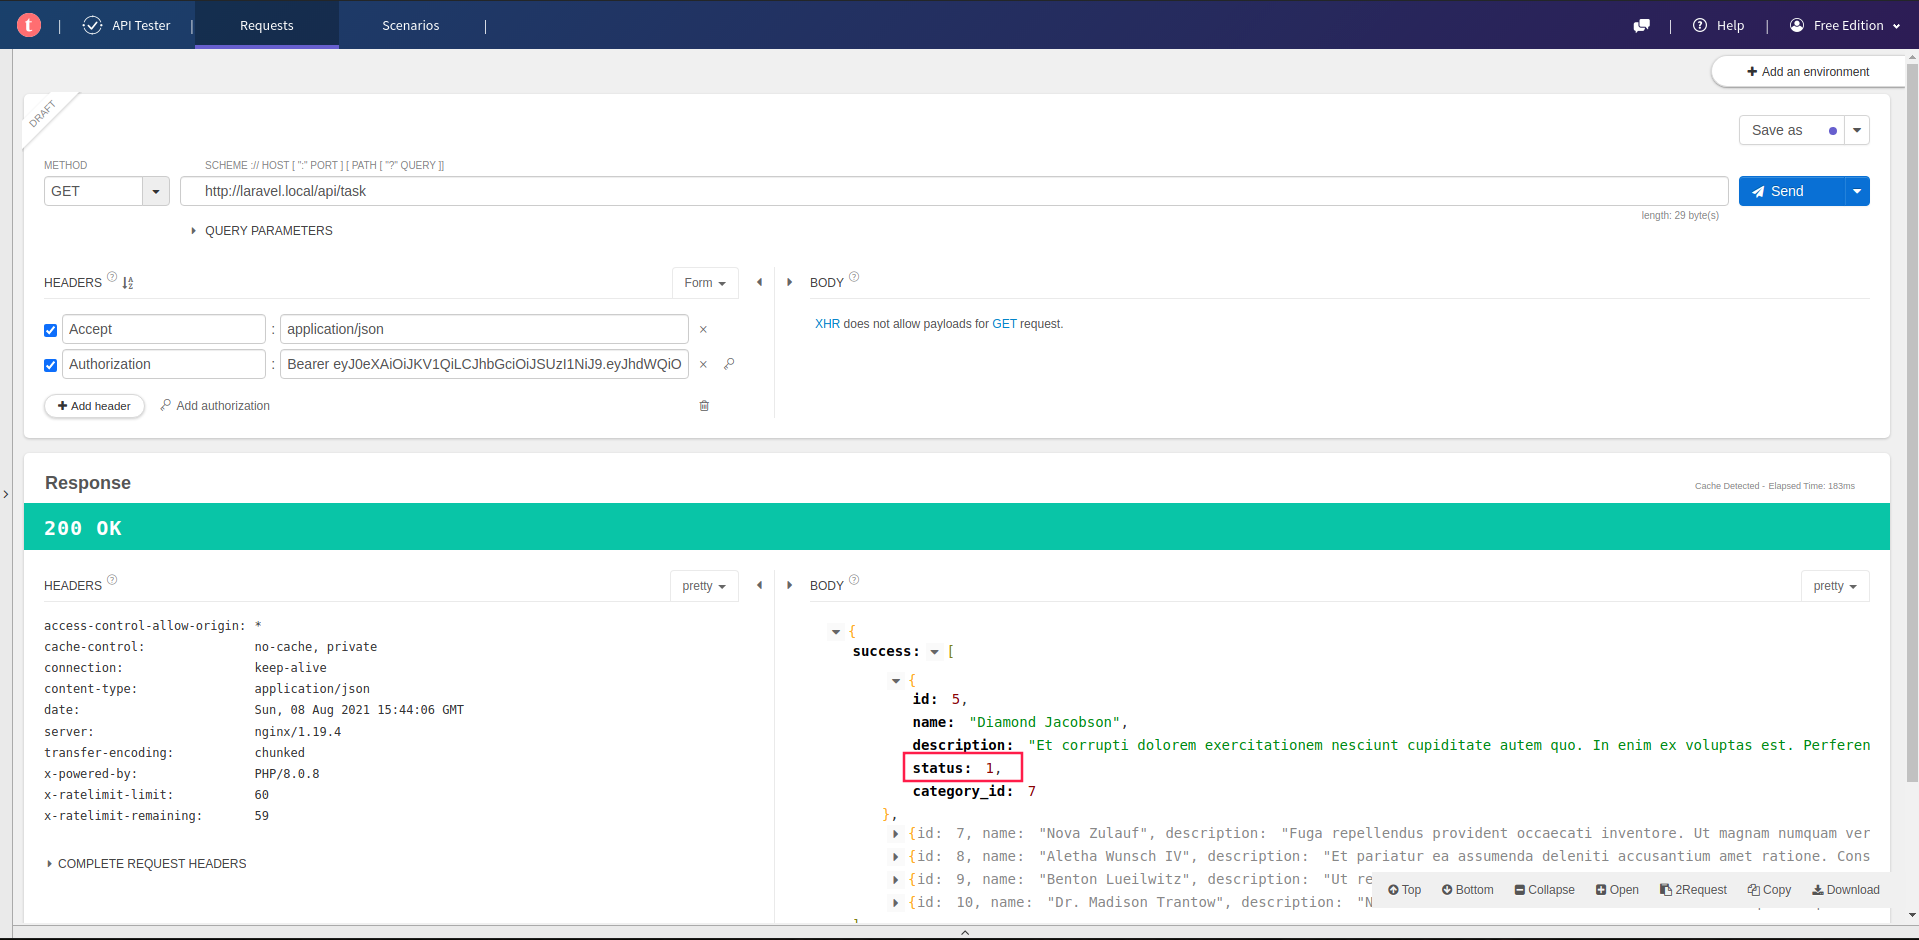 t | API Tester | Requests Scenarios | | Help | Free Edition
Add an environment
DRAFT
Save as
METHOD SCHEME :// HOST [ ":" PORT ] [ PATH [ "?" QUERY ]]
GET http://laravel.local/api/task Send
length: 29 byte(s)
QUERY PARAMETERS
HEADERS ? Form BODY ?
Accept : application/json ×
XHR does not allow payloads for GET request.
Authorization : Bearer eyJ0eXAiOiJKV1QiLCJhbGciOiJSUzI1NiJ9.eyJhdWQiO ×
Add header Add authorization
Response
Cache Detected - Elapsed Time: 183ms
200 OK
HEADERS ? pretty
access-control-allow-origin: *
cache-control: no-cache, private
connection: keep-alive
content-type: application/json
date: Sun, 08 Aug 2021 15:44:06 GMT
server: nginx/1.19.4
transfer-encoding: chunked
x-powered-by: PHP/8.0.8
x-ratelimit-limit: 60
x-ratelimit-remaining: 59
COMPLETE REQUEST HEADERS
BODY ? pretty
{
success: [
{
id: 5,
name: "Diamond Jacobson",
description: "Et corrupti dolorem exercitationem nesciunt cupiditate autem quo. In enim ex voluptas est. Perferen
status: 1,
category_id: 7
},
{id: 7, name: "Nova Zulauf", description: "Fuga repellendus provident occaecati inventore. Ut magnam numquam ver
{id: 8, name: "Aletha Wunsch IV", description: "Et pariatur ea assumenda deleniti accusantium amet ratione. Cons
{id: 9, name: "Benton Lueilwitz", description: "Ut re
{id: 10, name: "Dr. Madison Trantow", description: "N
Top Bottom Collapse Open 2Request Copy Download